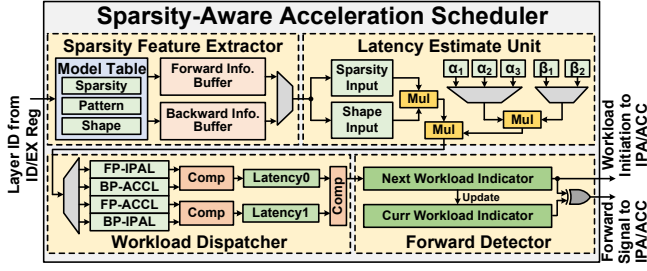 Sparsity-Aware Acceleration Scheduler
Sparsity Feature Extractor
Latency Estimate Unit
Model Table
Sparsity
Pattern
Shape
Forward Info.
Buffer
Backward Info.
Buffer
Sparsity
Input
Shape
Input
Mul
Mul
Mul
α1
α2
α3
β1
β2
Layer ID from
ID/EX Reg
FP-IPAL
BP-ACCL
FP-ACCL
BP-IPAL
Comp
Comp
Latency0
Latency1
Comp
Workload Dispatcher
Next Workload Indicator
Update
Curr Workload Indicator
Forward Detector
Workload
Initiation to
IPA/ACC
Forward
Signal to
IPA/ACC